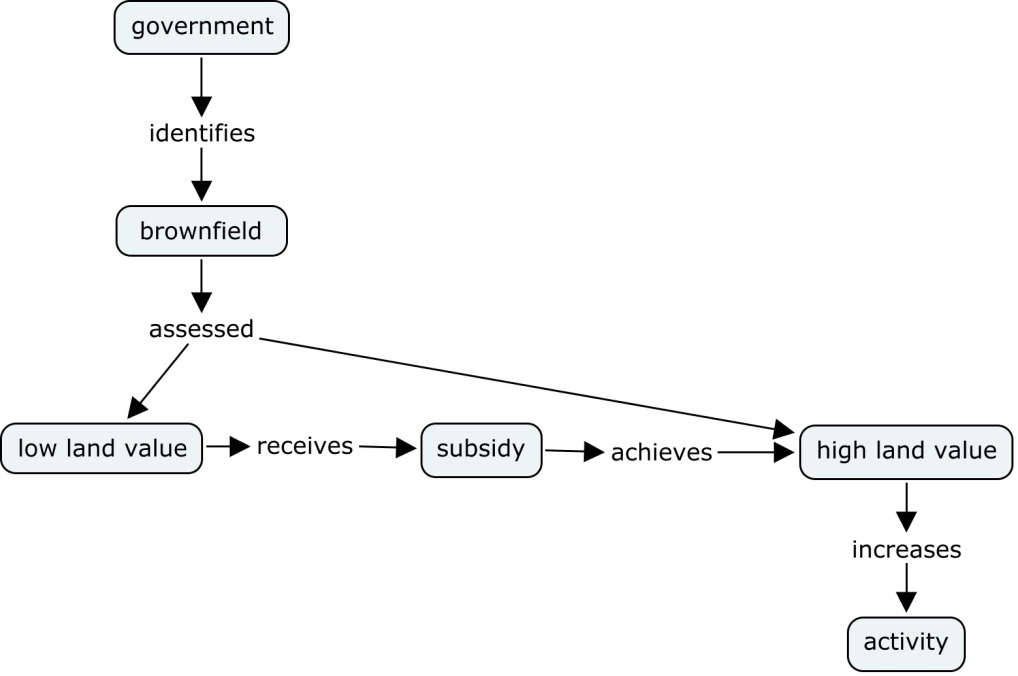 government
identifies
brownfield
assessed
low land value
receives
subsidy
achieves
high land value
increases
activity